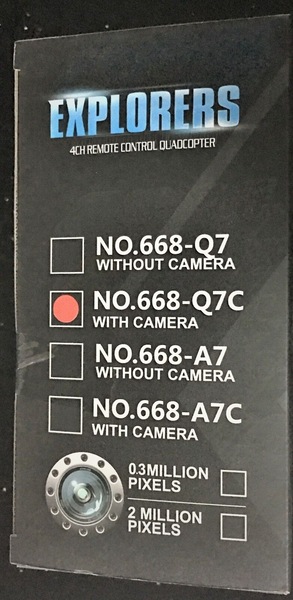 EXPLORERS
4CH REMOTE CONTROL QUADCOPTER
NO.668-Q7
WITHOUT CAMERA
NO.668-Q7C
WITH CAMERA
NO.668-A7
WITHOUT CAMERA
NO.668-A7C
WITH CAMERA
0.3MILLION
PIXELS
2 MILLION
PIXELS